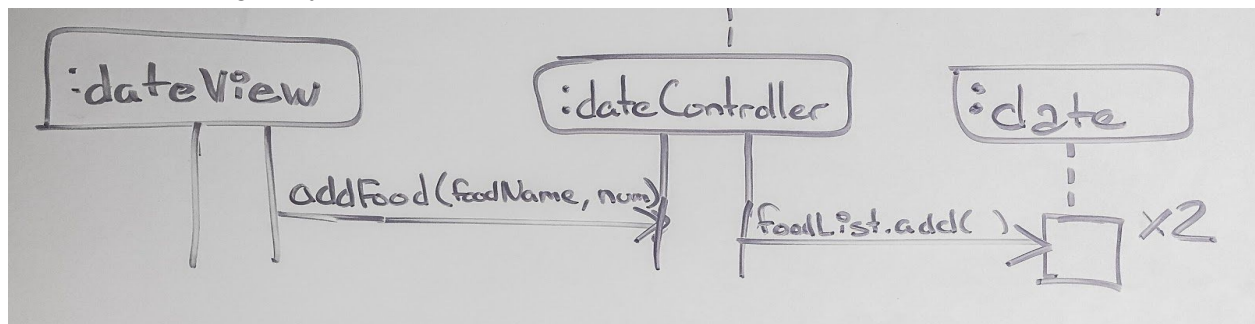 :dateView
:dateController
:date
addFood(foodName, num)
foodList.add( )
x2